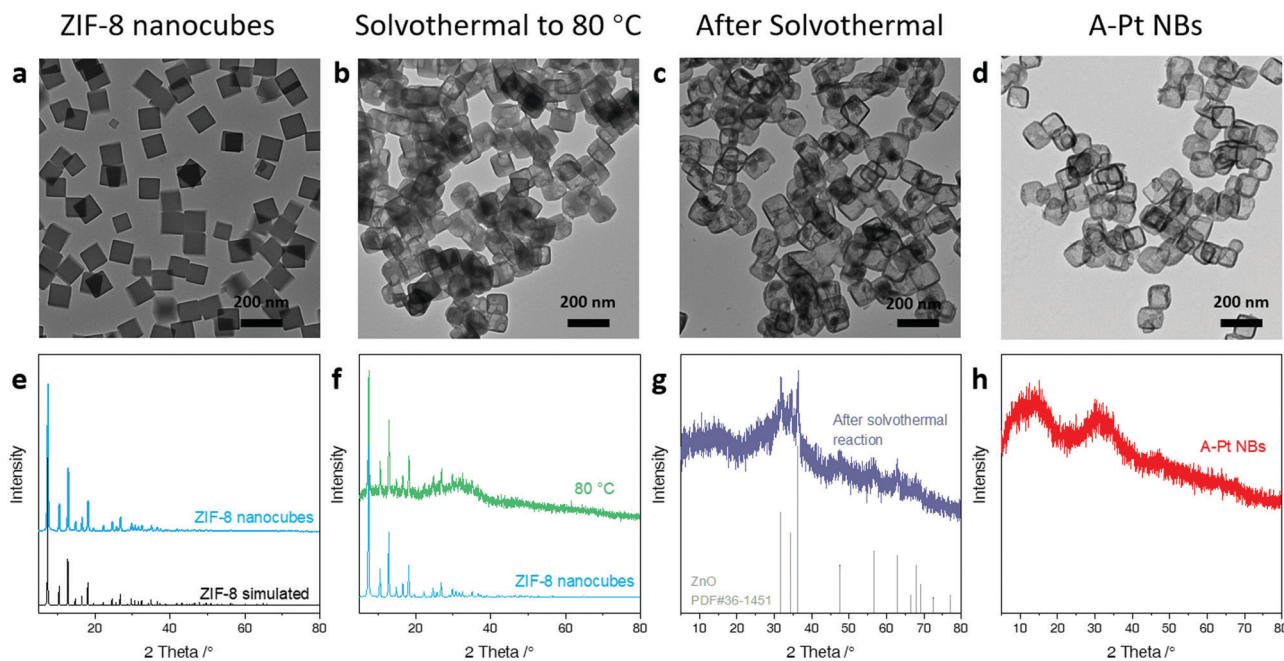 ZIF-8 nanocubes
Solvothermal to 80 °C
After Solvothermal
A-Pt NBs
a
200 nm
b
200 nm
c
200 nm
d
200 nm
e
Intensity
ZIF-8 nanocubes
ZIF-8 simulated
20 40 60 80
2 Theta /°
f
Intensity
80 °C
ZIF-8 nanocubes
20 40 60 80
2 Theta /°
g
Intensity
After solvothermal
reaction
ZnO
PDF#36-1451
10 20 30 40 50 60 70 80
2 Theta /°
h
Intensity
A-Pt NBs
10 20 30 40 50 60 70 80
2 Theta /°